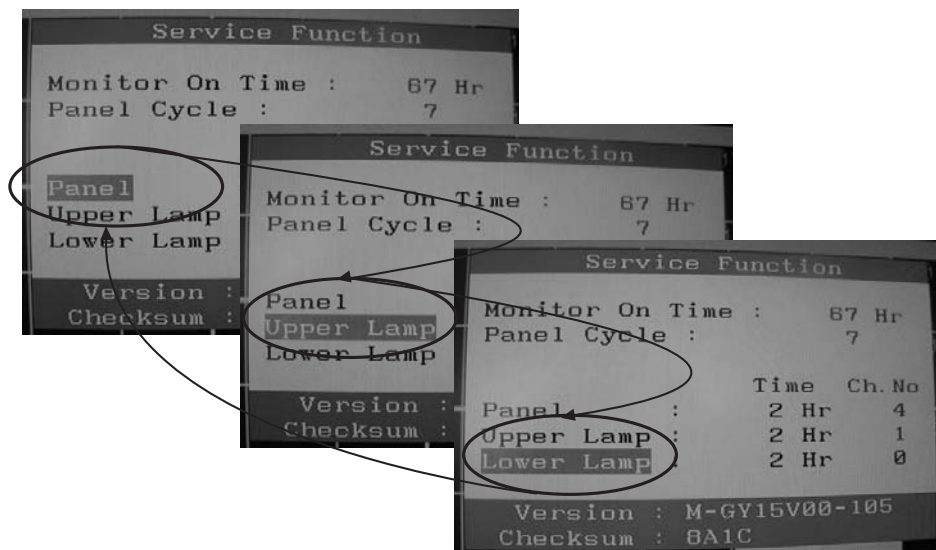 Service Function
Monitor On Time : 67 Hr
Panel Cycle : 7
Panel
Upper Lamp
Lower Lamp
Version :
Checksum :
Service Function
Monitor On Time : 67 Hr
Panel Cycle : 7
Panel
Upper Lamp
Lower Lamp
Version :
Checksum :
Service Function
Monitor On Time : 67 Hr
Panel Cycle : 7
Time Ch.No
Panel : 2 Hr 4
Upper Lamp : 2 Hr 1
Lower Lamp : 2 Hr 0
Version : M-GY15V00-105
Checksum : 8A1C